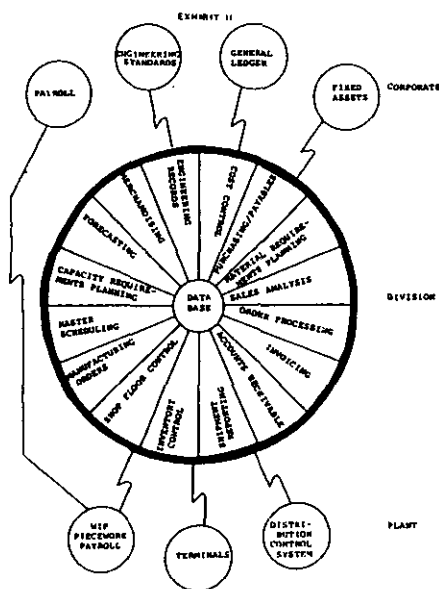 EXHIBIT II
ENGINEERING
STANDARDS
GENERAL
LEDGER
PAYROLL
FIXED
ASSETS
CORPORATE
ENGINEERING
RECORDS
COST CONTROL
MERCHANDISING
PURCHASING/PAYABLES
FORECASTING
MATERIAL REQUIRE-
MENTS PLANNING
CAPACITY REQUIRE-
MENTS PLANNING
SALES ANALYSIS
DATA
BASE
DIVISION
MASTER
SCHEDULING
ORDER PROCESSING
MANUFACTURING
ORDERS
INVOICING
SHOP FLOOR CONTROL
ACCOUNTS RECEIVABLE
INVENTORY
CONTROL
SHIPMENT
REPORTING
WIP
PIECEWORK
PAYROLL
TERMINALS
DISTRI-
BUTION
CONTROL
SYSTEM
PLANT